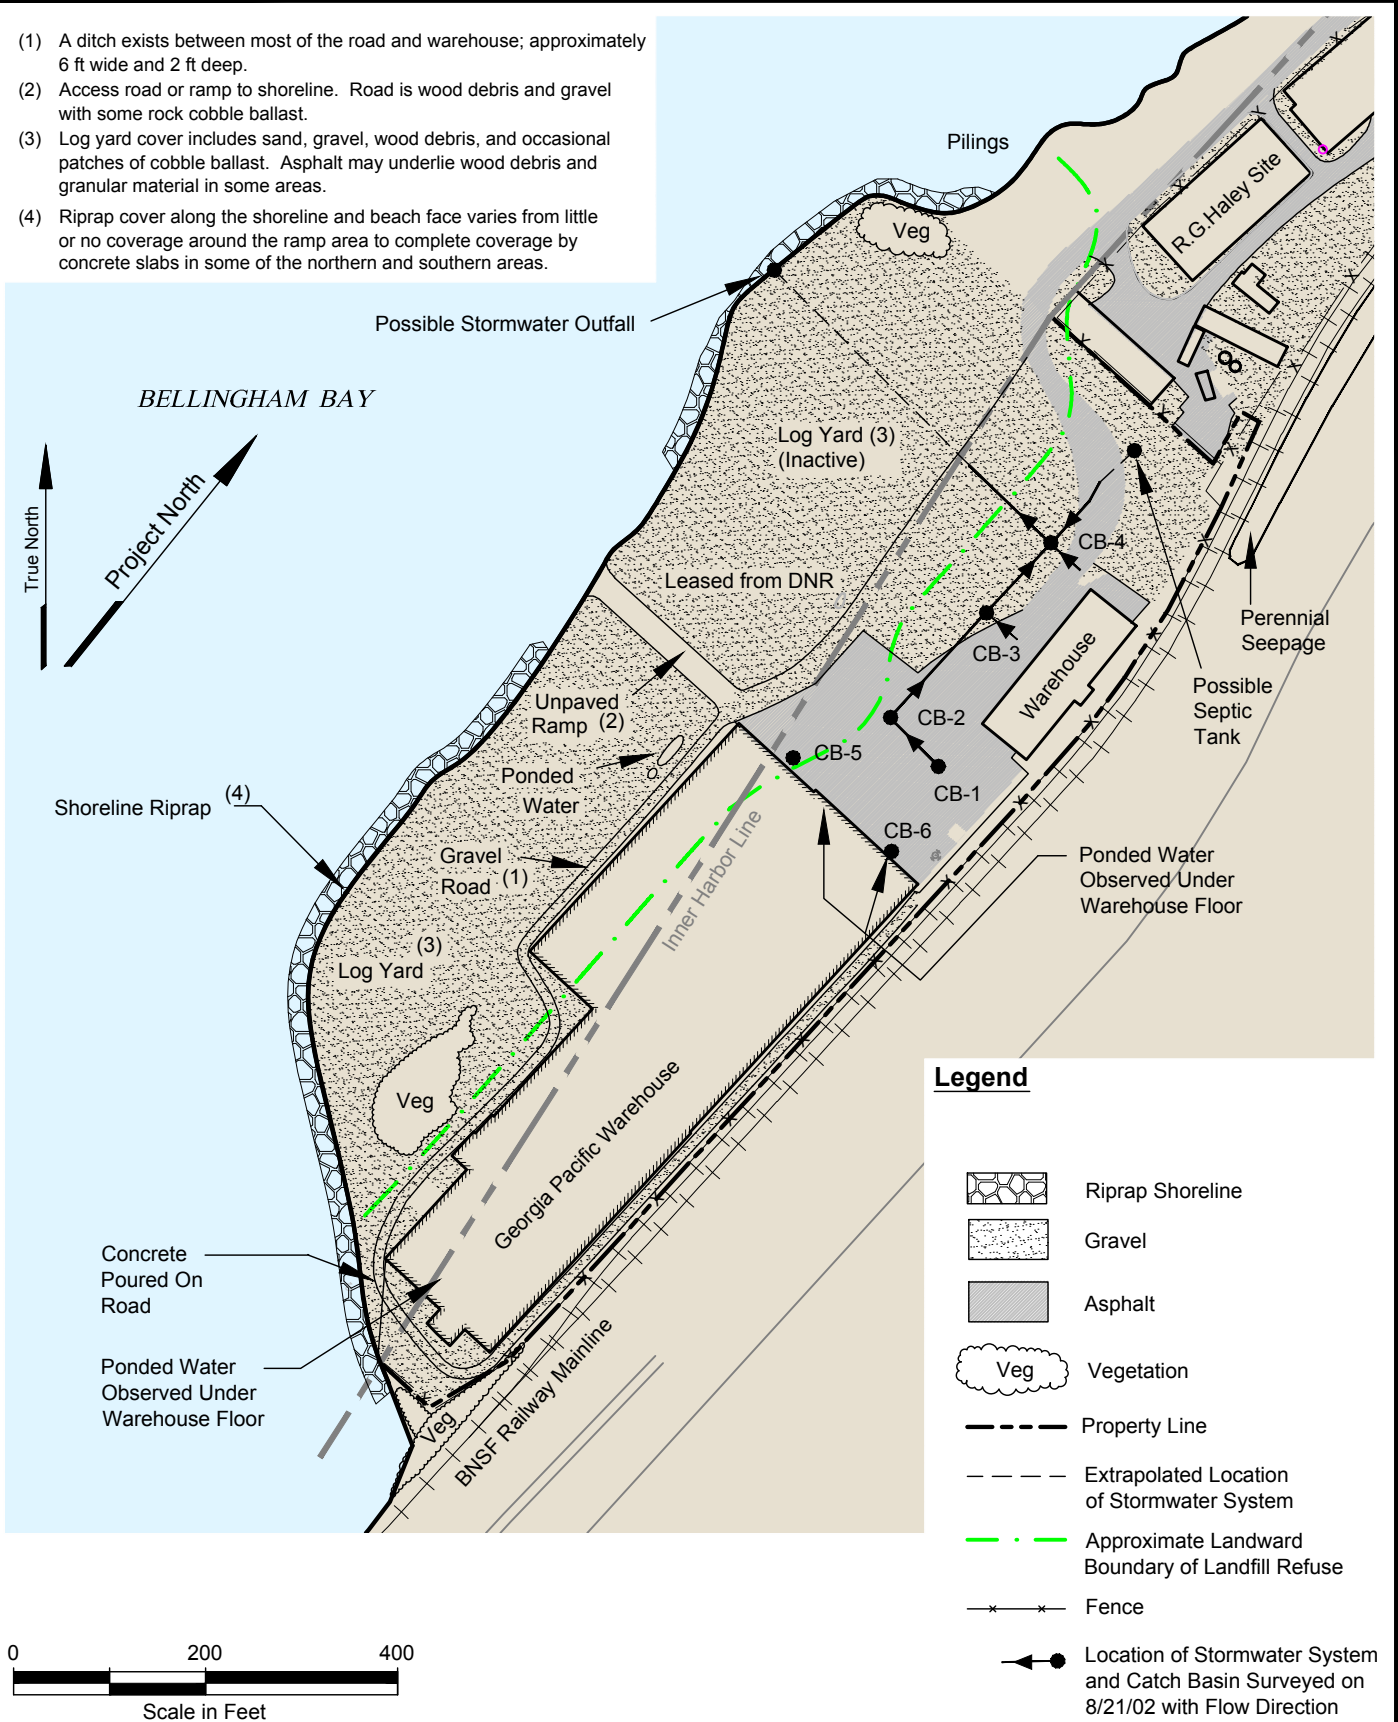 (1) A ditch exists between most of the road and warehouse; approximately
6 ft wide and 2 ft deep.
(2) Access road or ramp to shoreline. Road is wood debris and gravel
with some rock cobble ballast.
(3) Log yard cover includes sand, gravel, wood debris, and occasional
patches of cobble ballast. Asphalt may underlie wood debris and
granular material in some areas.
(4) Riprap cover along the shoreline and beach face varies from little
or no coverage around the ramp area to complete coverage by
concrete slabs in some of the northern and southern areas.
Pilings
R.G.Haley Site
Veg
Possible Stormwater Outfall
BELLINGHAM BAY
True North
Project North
Log Yard (3)
(Inactive)
CB-4
Leased from DNR
Perennial
Seepage
CB-3
Warehouse
Possible
Septic
Tank
Unpaved
Ramp (2)
CB-2
CB-5
Ponded
Water
CB-1
Shoreline Riprap (4)
CB-6
Inner Harbor Line
Gravel
Road (1)
Ponded Water
Observed Under
Warehouse Floor
(3)
Log Yard
Veg
Georgia Pacific Warehouse
Concrete
Poured On
Road
Ponded Water
Observed Under
Warehouse Floor
Veg
BNSF Railway Mainline
Legend
Riprap Shoreline
Gravel
Asphalt
Veg
Vegetation
Property Line
Extrapolated Location
of Stormwater System
Approximate Landward
Boundary of Landfill Refuse
Fence
Location of Stormwater System
and Catch Basin Surveyed on
8/21/02 with Flow Direction
0 200 400
Scale in Feet